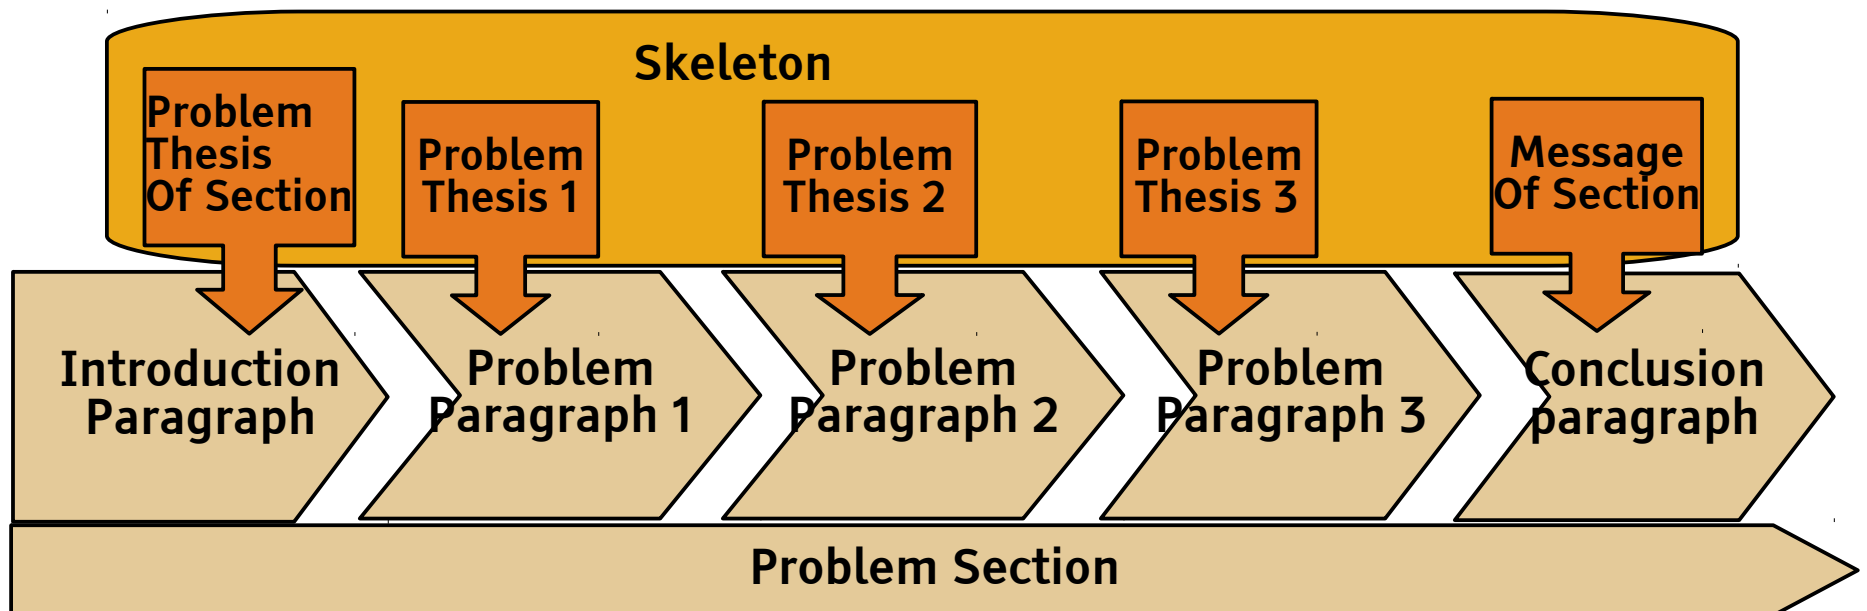 Skeleton
Problem
Thesis
Of Section
Problem
Thesis 1
Problem
Thesis 2
Problem
Thesis 3
Message
Of Section
Introduction
Paragraph
Problem
Paragraph 1
Problem
Paragraph 2
Problem
Paragraph 3
Conclusion
paragraph
Problem Section